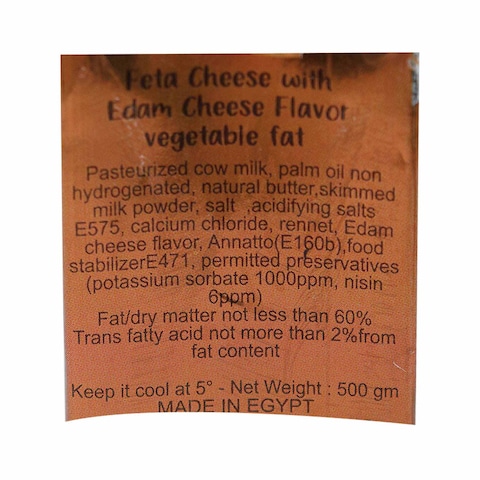 Feta Cheese with
Edam Cheese Flavor
vegetable fat
Pasteurized cow milk, palm oil non
hydrogenated, natural butter,skimmed
milk powder, salt ,acidifying salts
E575, calcium chloride, rennet, Edam
cheese flavor, Annatto(E160b),food
stabilizerE471, permitted preservatives
(potassium sorbate 1000ppm, nisin
6ppm)
Fat/dry matter not less than 60%
Trans fatty acid not more than 2%from
fat content
Keep it cool at 5° - Net Weight : 500 gm
MADE IN EGYPT